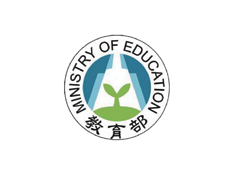 MINISTRY OF EDUCATION
教育部